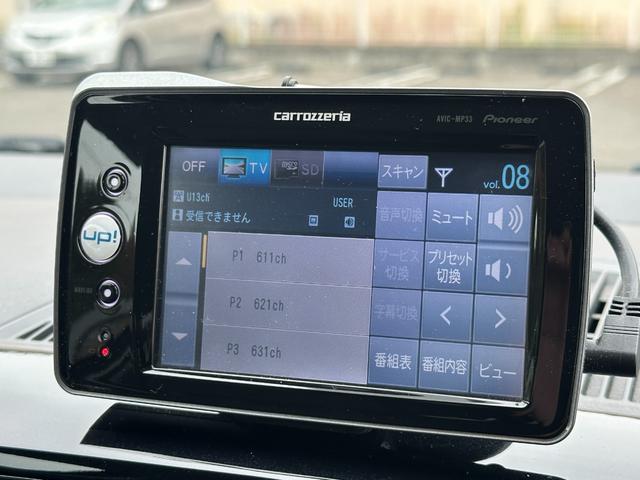 carrozzeria
AVIC-MP33 Pioneer
OFF TV SD スキャン vol. 08
U13ch USER
受信できません
音声切換 ミュート
P1 611ch
サービス切換 プリセット切換
P2 621ch
字幕切換
P3 631ch
番組表 番組内容 ビュー
up!